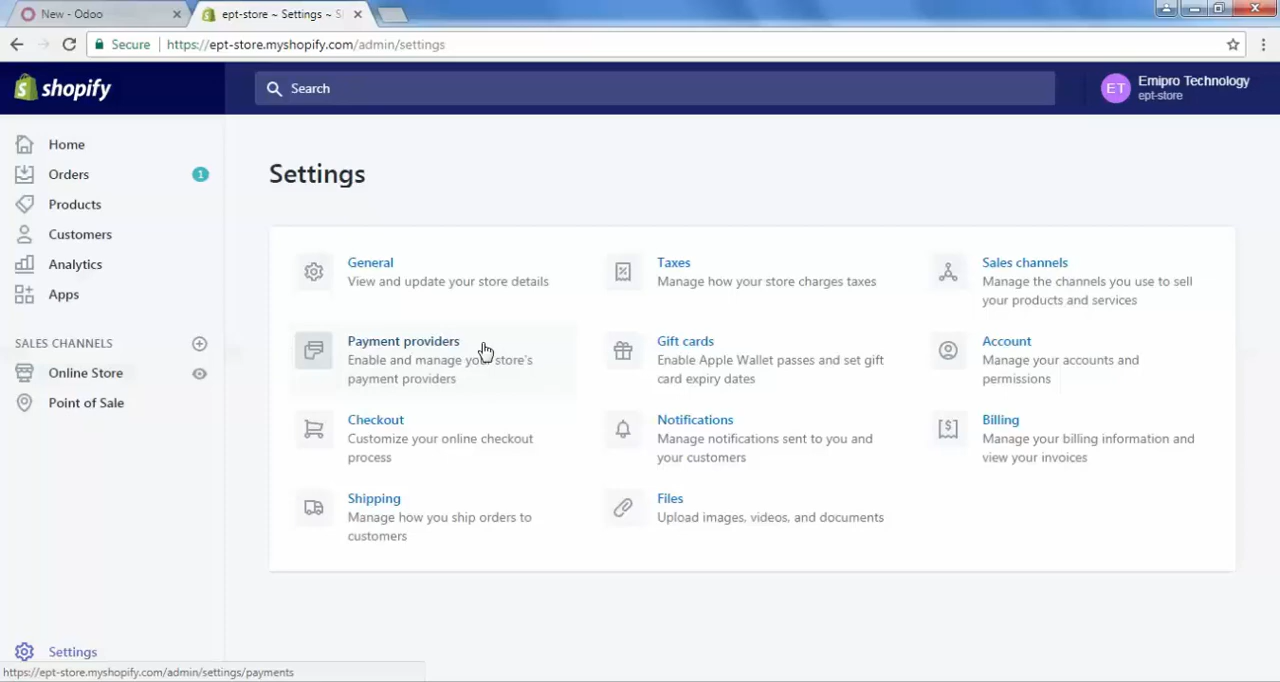 New - Odoo
ept-store ~ Settings ~ S
Secure
https://ept-store.myshopify.com/admin/settings
shopify
Search
ET
Emipro Technology
ept-store
Home
Orders
1
Products
Customers
Analytics
Apps
SALES CHANNELS
Online Store
Point of Sale
Settings
Settings
General
View and update your store details
Taxes
Manage how your store charges taxes
Sales channels
Manage the channels you use to sell
your products and services
Payment providers
Enable and manage your store's
payment providers
Gift cards
Enable Apple Wallet passes and set gift
card expiry dates
Account
Manage your accounts and
permissions
Checkout
Customize your online checkout
process
Notifications
Manage notifications sent to you and
your customers
Billing
Manage your billing information and
view your invoices
Shipping
Manage how you ship orders to
customers
Files
Upload images, videos, and documents
https://ept-store.myshopify.com/admin/settings/payments